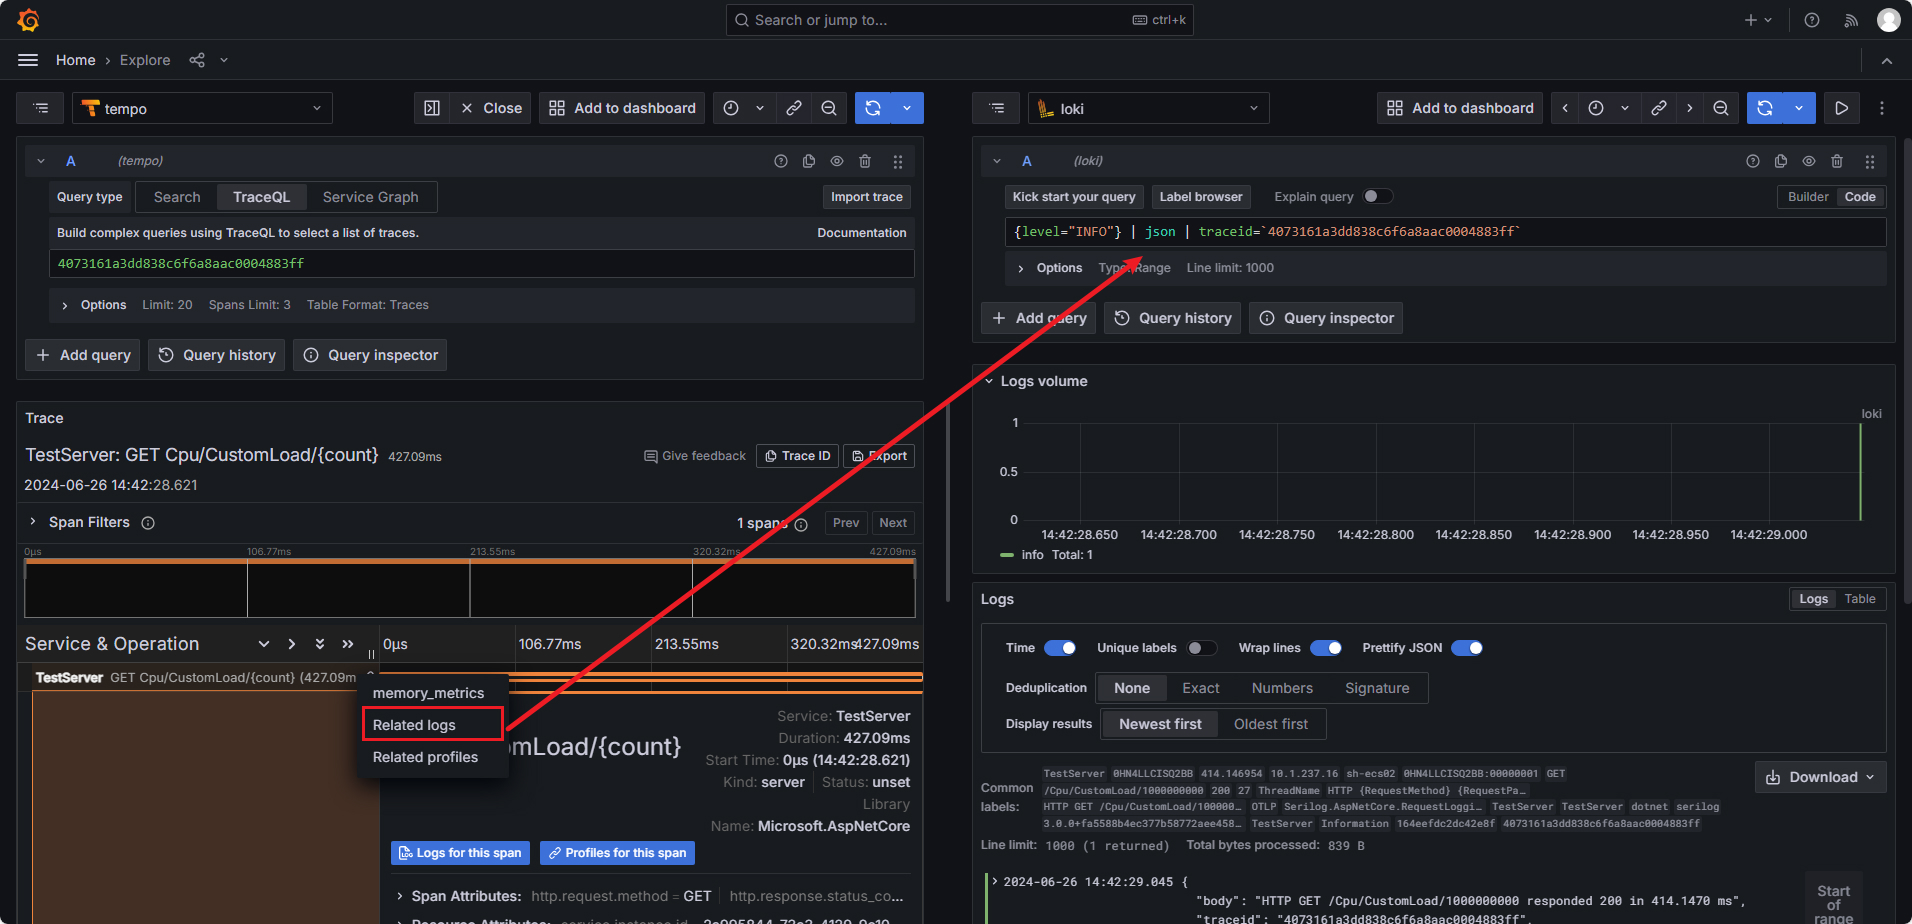 Search or jump to...
ctrl+k
Home › Explore
tempo
Close
Add to dashboard
A
(tempo)
Query type
Search
TraceQL
Service Graph
Import trace
Build complex queries using TraceQL to select a list of traces.
Documentation
4073161a3dd838c6f6a8aac0004883ff
Options
Limit: 20
Spans Limit: 3
Table Format: Traces
Add query
Query history
Query inspector
Trace
TestServer: GET Cpu/CustomLoad/{count} 427.09ms
Give feedback
Trace ID
Export
2024-06-26 14:42:28.621
Span Filters
1 spans
Prev
Next
0µs
106.77ms
213.55ms
320.32ms
427.09ms
Service & Operation
0µs
106.77ms
213.55ms
320.32ms
427.09ms
TestServer GET Cpu/CustomLoad/{count} (427.09m
memory_metrics
Related logs
Related profiles
omLoad/{count}
Service: TestServer
Duration: 427.09ms
Start Time: 0µs (14:42:28.621)
Kind: server
Status: unset
Library
Name: Microsoft.AspNetCore
Logs for this span
Profiles for this span
Span Attributes: http.request.method = GET
http.response.status_co...
loki
Add to dashboard
A
(loki)
Kick start your query
Label browser
Explain query
Builder
Code
{level="INFO"} | json | traceid=`4073161a3dd838c6f6a8aac0004883ff`
Options
Type: Range
Line limit: 1000
Add query
Query history
Query inspector
Logs volume
loki
1
0.5
0
14:42:28.650
14:42:28.700
14:42:28.750
14:42:28.800
14:42:28.850
14:42:28.900
14:42:28.950
14:42:29.000
info Total: 1
Logs
Logs
Table
Time
Unique labels
Wrap lines
Prettify JSON
Deduplication
None
Exact
Numbers
Signature
Display results
Newest first
Oldest first
Common labels:
TestServer 0HN4LLCISQ2BB 414.146954 10.1.237.16 sh-ecs02 0HN4LLCISQ2BB:00000001 GET
/Cpu/CustomLoad/1000000000 200 27 ThreadName HTTP {RequestMethod} {RequestPa…
HTTP GET /Cpu/CustomLoad/100000… OTLP Serilog.AspNetCore.RequestLoggi… TestServer TestServer dotnet serilog
3.0.0+fa5588b4ec377b58772aee458… TestServer Information 164eefdc2dc42e8f 4073161a3dd838c6f6a8aac0004883ff
Download
Line limit: 1000 (1 returned)
Total bytes processed: 839 B
2024-06-26 14:42:29.045 {
"body": "HTTP GET /Cpu/CustomLoad/1000000000 responded 200 in 414.1470 ms",
"traceid": "4073161a3dd838c6f6a8aac0004883ff",
Start
of
range